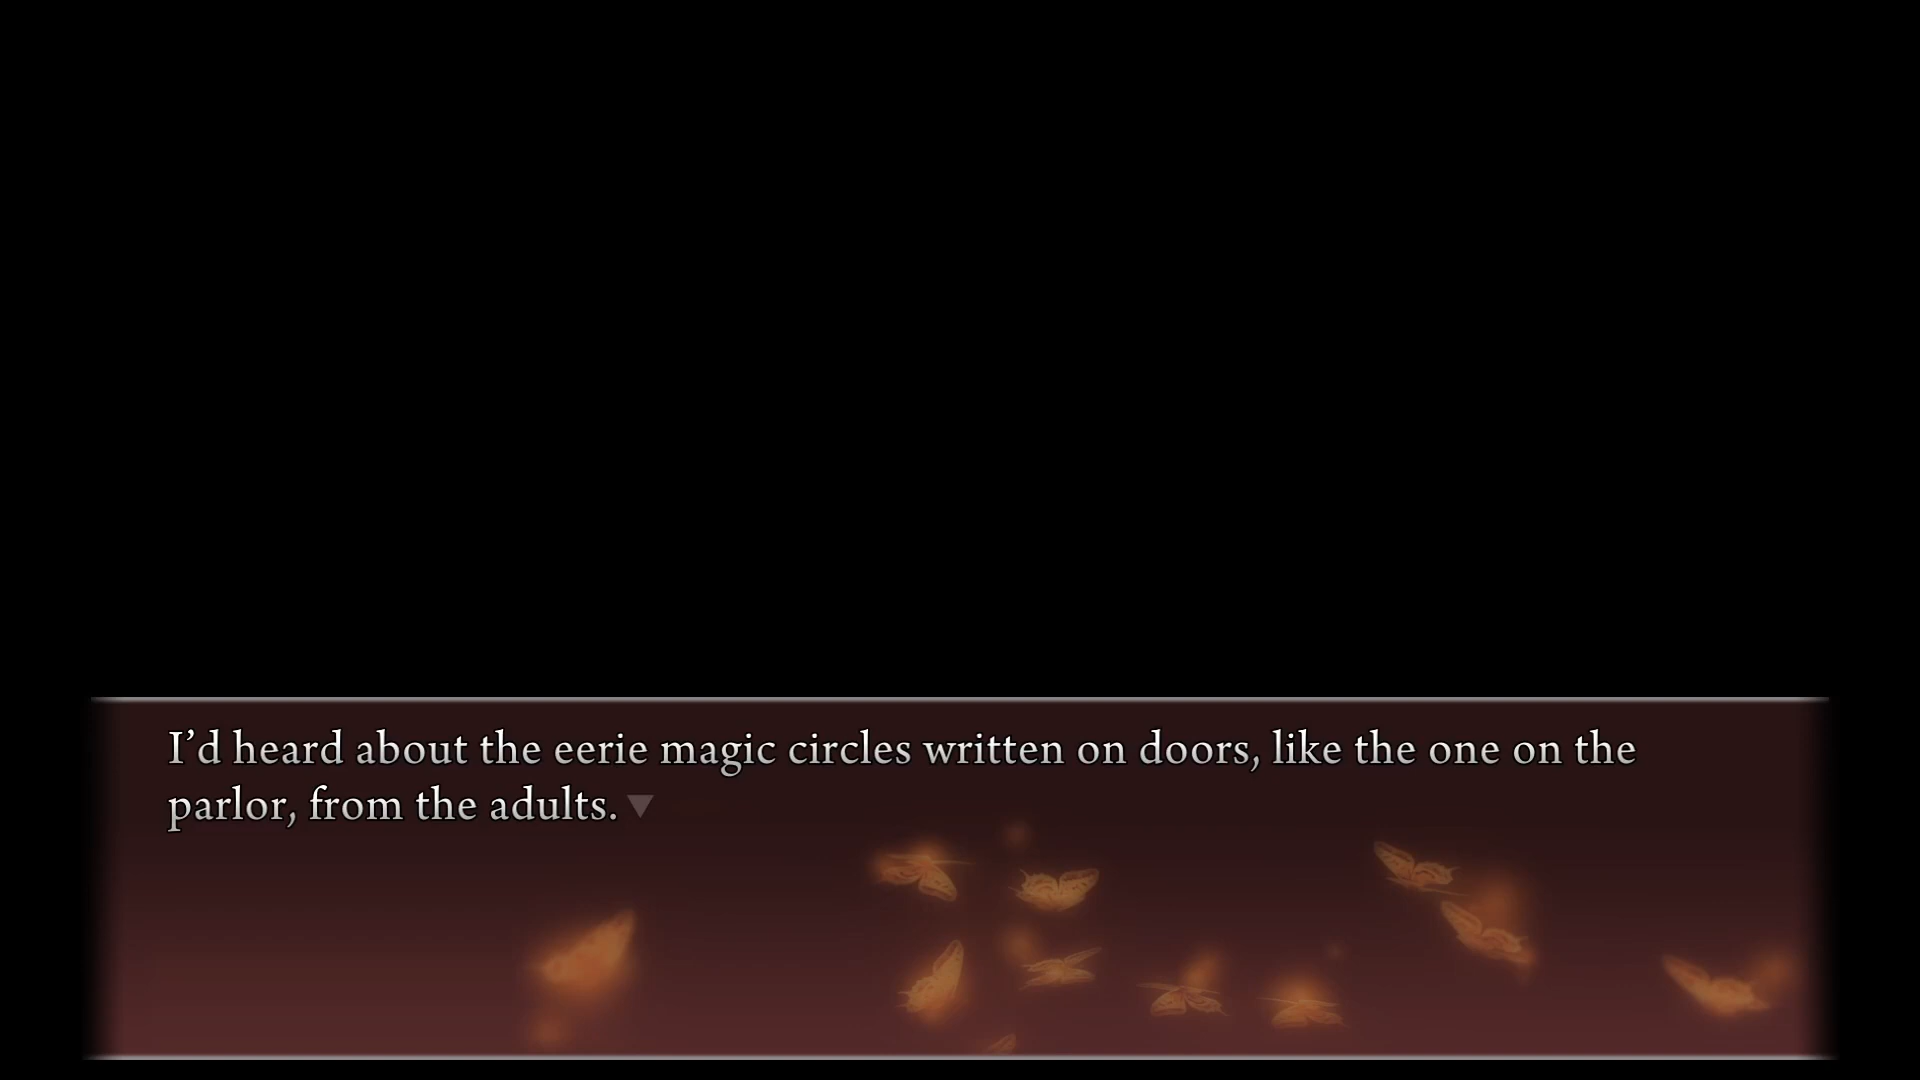 I’d heard about the eerie magic circles written on doors, like the one on the
parlor, from the adults.